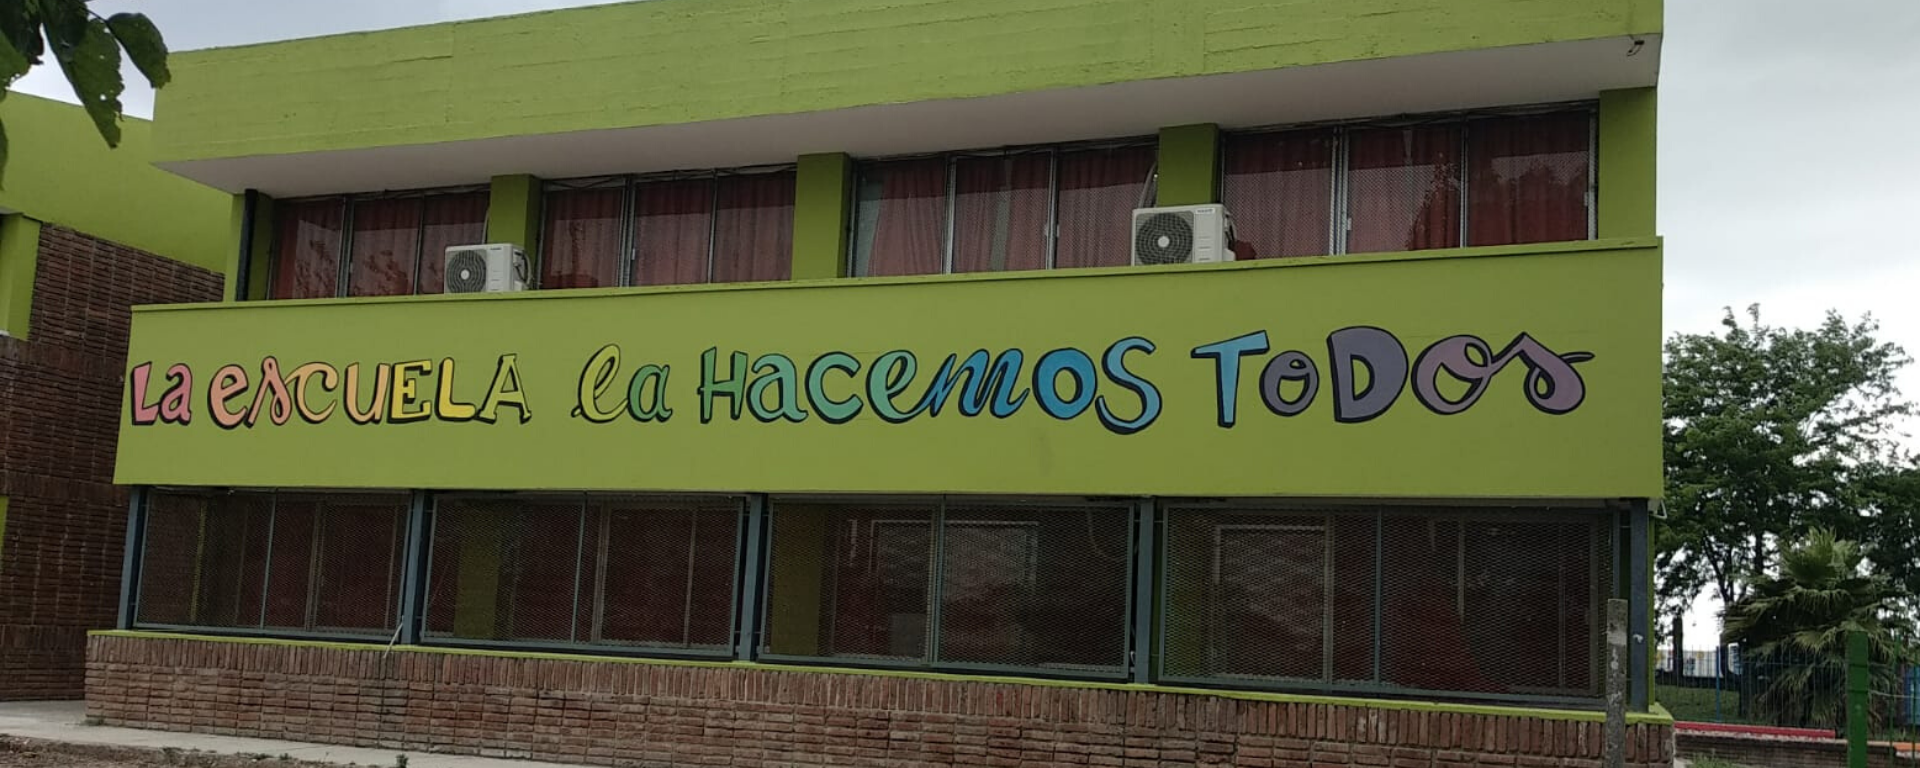 La escuela la Hacemos Todos